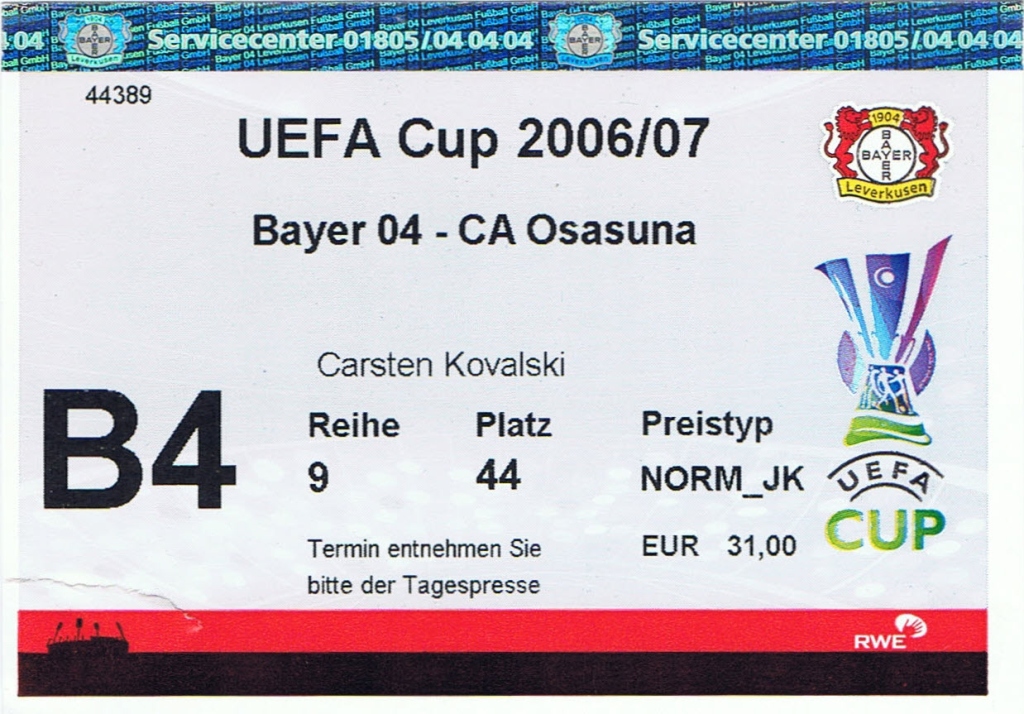 04 Servicecenter-01805/04 04 04 Servicecenter-01805/04 04 04
44389
UEFA Cup 2006/07
1904
BAYER
BAYER
Leverkusen
Bayer 04 - CA Osasuna
Carsten Kovalski
B4
Reihe Platz Preistyp
9 44 NORM_JK
Termin entnehmen Sie
bitte der Tagespresse
EUR 31,00
UEFA
CUP
RWE